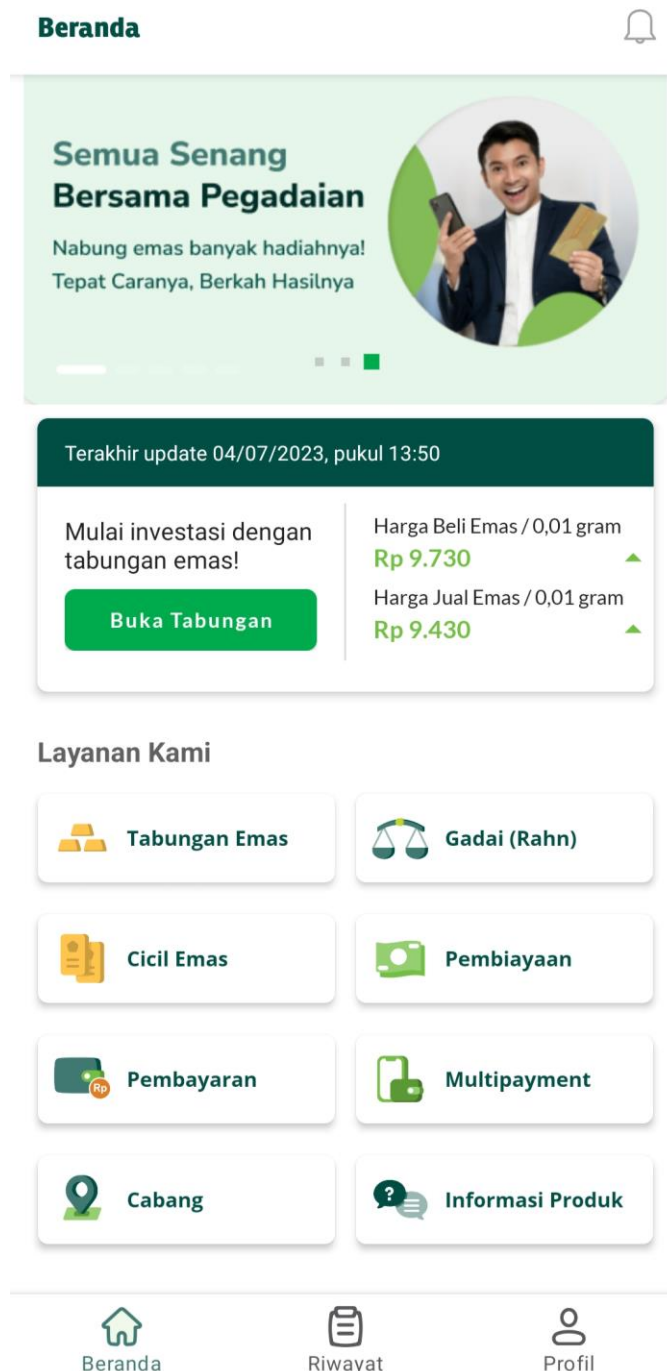 Beranda
Semua Senang
Bersama Pegadaian
Nabung emas banyak hadiahnya!
Tepat Caranya, Berkah Hasilnya
Terakhir update 04/07/2023, pukul 13:50
Mulai investasi dengan
tabungan emas!
Buka Tabungan
Harga Beli Emas / 0,01 gram
Rp 9.730
Harga Jual Emas / 0,01 gram
Rp 9.430
Layanan Kami
Tabungan Emas
Gadai (Rahn)
Cicil Emas
Pembiayaan
Rp
Pembayaran
Multipayment
Cabang
?
Informasi Produk
Beranda
Riwayat
Profil